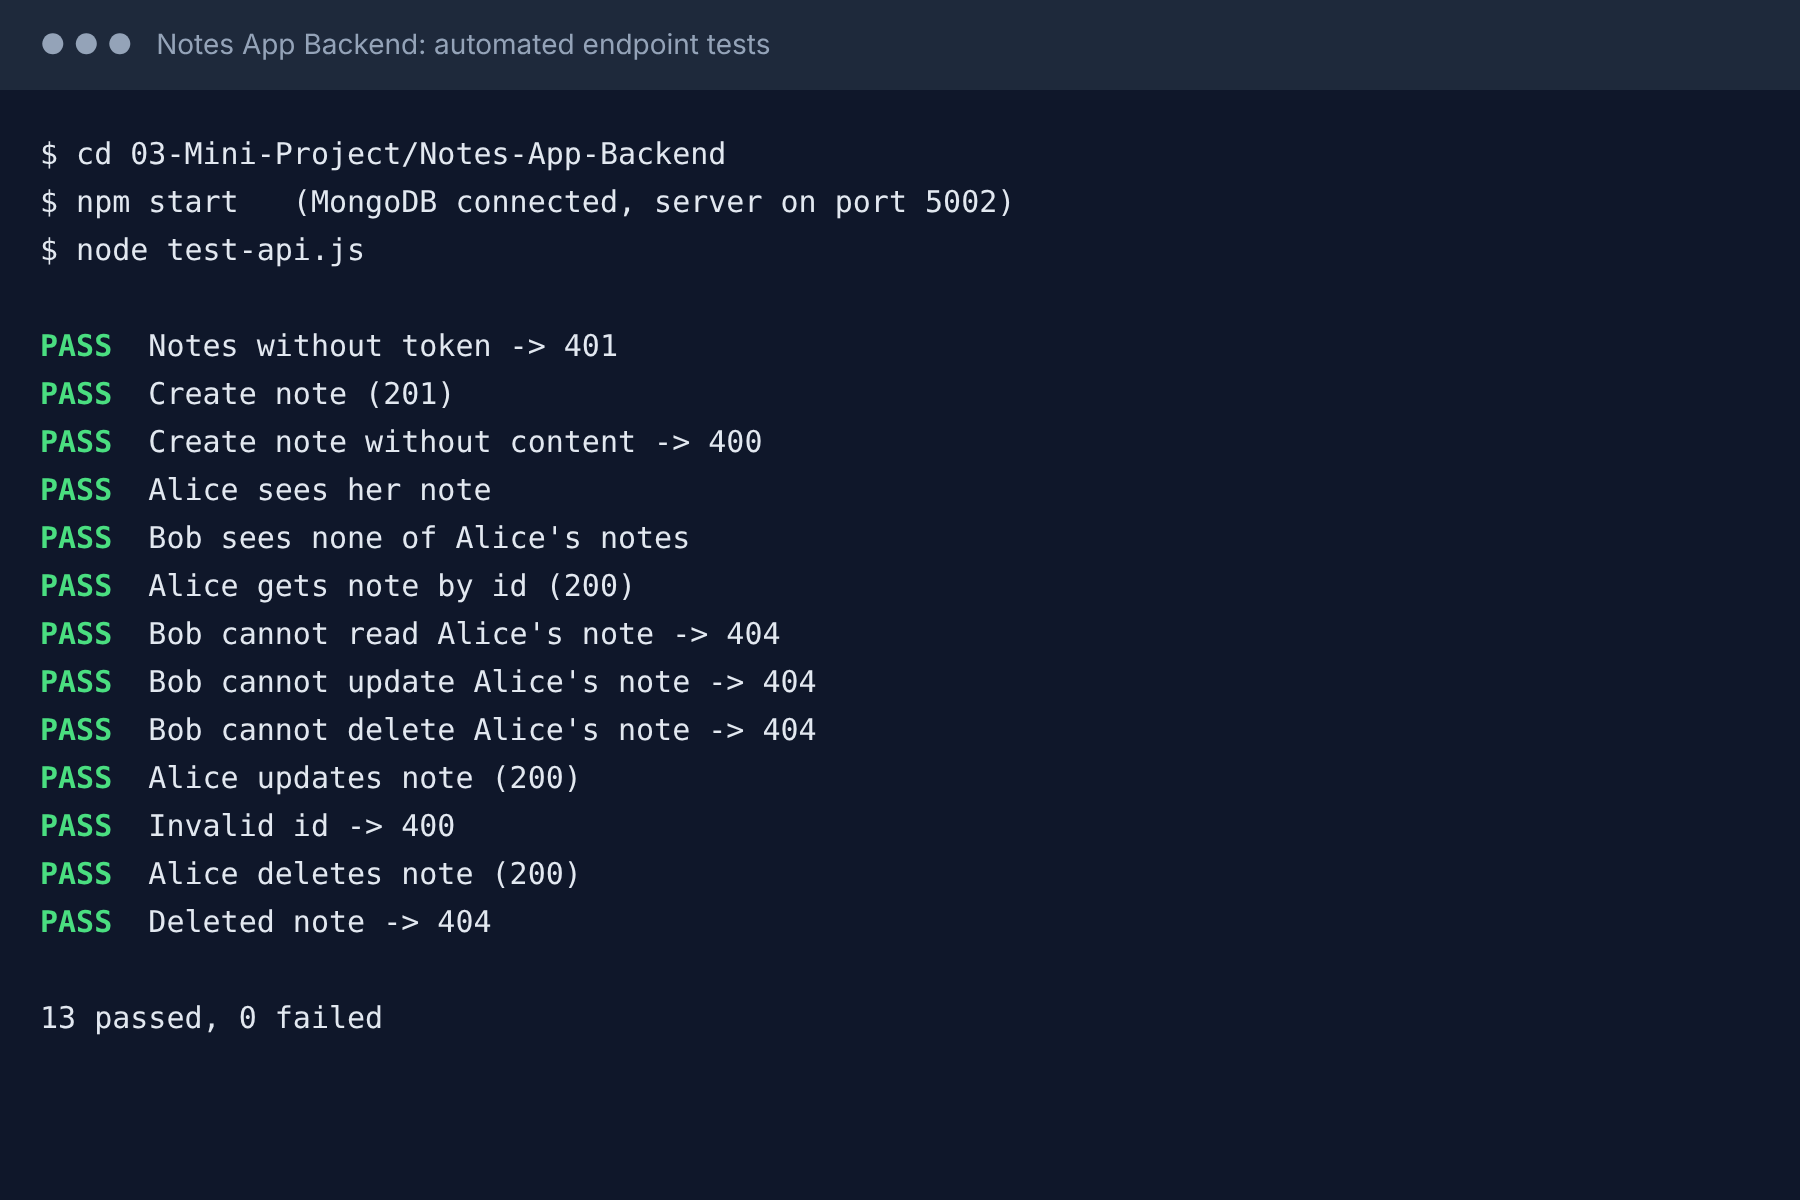 Notes App Backend: automated endpoint tests
$ cd 03-Mini-Project/Notes-App-Backend
$ npm start   (MongoDB connected, server on port 5002)
$ node test-api.js
PASS  Notes without token -> 401
PASS  Create note (201)
PASS  Create note without content -> 400
PASS  Alice sees her note
PASS  Bob sees none of Alice's notes
PASS  Alice gets note by id (200)
PASS  Bob cannot read Alice's note -> 404
PASS  Bob cannot update Alice's note -> 404
PASS  Bob cannot delete Alice's note -> 404
PASS  Alice updates note (200)
PASS  Invalid id -> 400
PASS  Alice deletes note (200)
PASS  Deleted note -> 404
13 passed, 0 failed